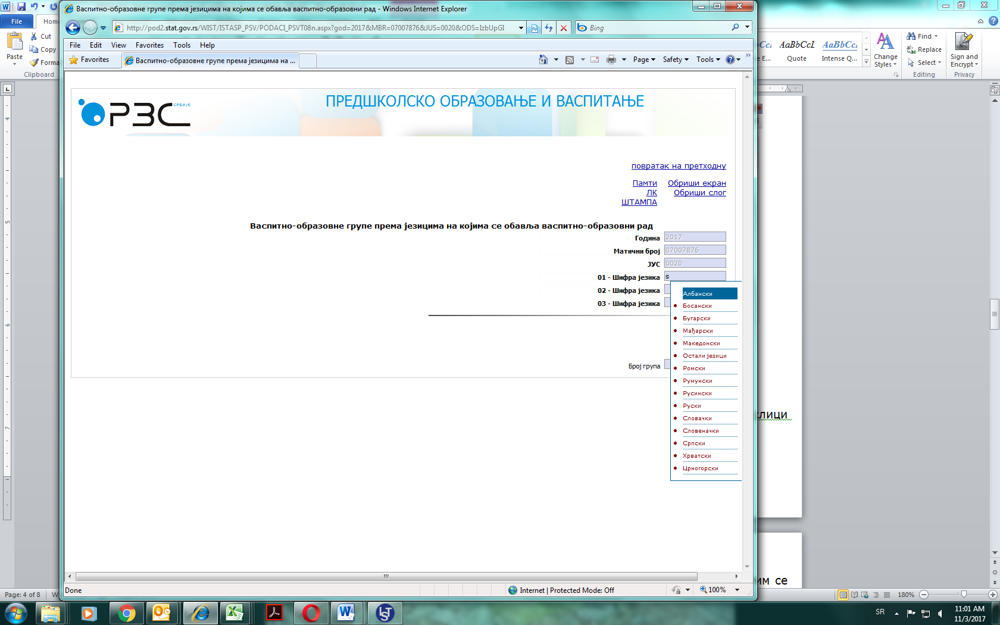 Васпитно-образовне групе према језицима на којима се обавља васпитно-образовни рад - Windows Internet Explorer
http://pod2.stat.gov.rs/WIST/ISTASP_PSV/PODACI_PSVT08n.aspx?god=2017&MBR=07007876&JUS=0020&ODS=IzbUpGI
Bing
File Home
File Edit View Favorites Tools Help
Cut
Copy
Paste
Clipboard
Favorites
Васпитно-образовне групе према језицима на ...
Page Safety Tools
AaBbCcI AaBbCcI
Quote Intense Q...
Change Styles
Find
Replace
Select
Editing
Sign and Encrypt
Privacy
РЗС СРБИЈЕ
ПРЕДШКОЛСКО ОБРАЗОВАЊЕ И ВАСПИТАЊЕ
повратак на претходну
Памти Обриши екран
ЛК Обриши слог
ШТАМПА
Васпитно-образовне групе према језицима на којима се обавља васпитно-образовни рад
Година 2017
Матични број 07007876
ЈУС 0020
01 - Шифра језика s
02 - Шифра језика
03 - Шифра језика
Албански
Босански
Бугарски
Мађарски
Македонски
Остали језици
Ромски
Румунски
Русински
Руски
Словачки
Словеначки
Српски
Хрватски
Црногорски
Број група
Done
Internet | Protected Mode: Off
100%
Page: 4 of 8
180%
SR
11:01 AM
11/3/2017